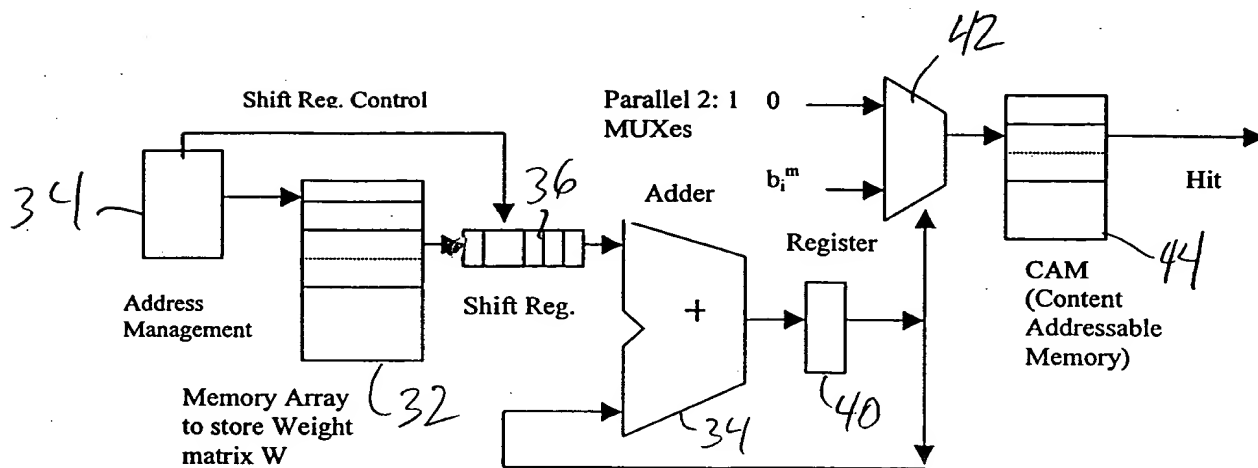 42
Shift Reg. Control
Parallel 2: 1
MUXes
0
34
36
Adder
b_i^m
Hit
Register
44
Address
Management
Shift Reg.
+
CAM
(Content
Addressable
Memory)
Memory Array
to store Weight
matrix W
32
34
40